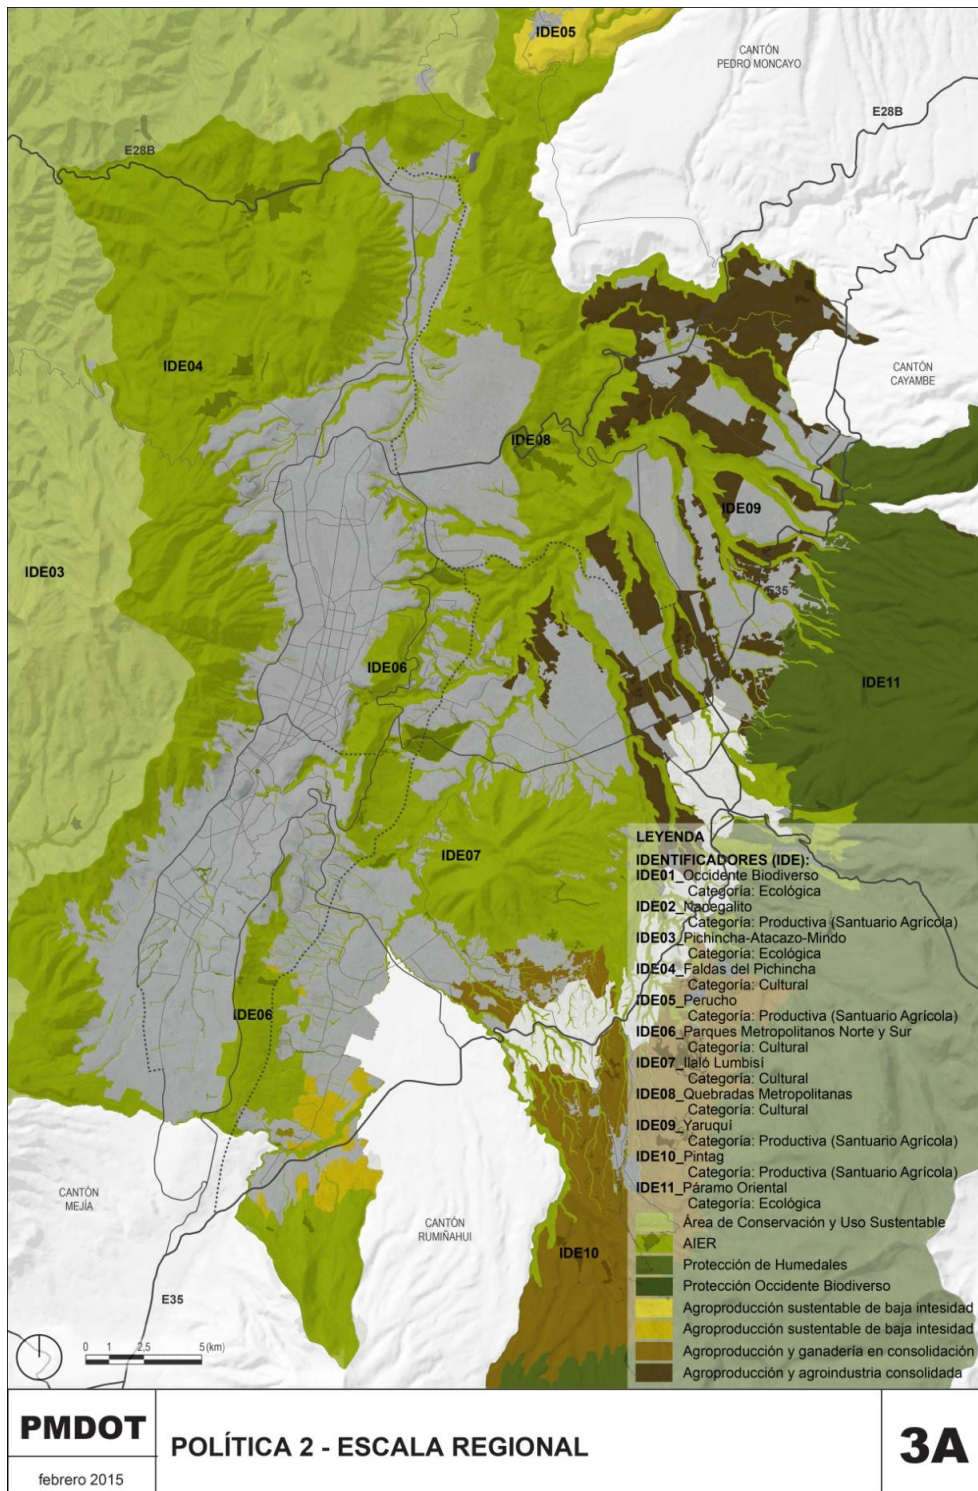 IDE05
CANTÓN
PEDRO MONCAYO
E28B
E28B
IDE04
CANTÓN
CAYAMBE
IDE08
IDE09
IDE03
E35
IDE06
IDE11
IDE07
IDE06
CANTÓN
MEJÍA
CANTÓN
RUMIÑAHUI
IDE10
E35
0 1 2,5 5 (km)
LEYENDA
IDENTIFICADORES (IDE):
IDE01_Occidente Biodiverso
Categoría: Ecológica
IDE02_Nanegalito
Categoría: Productiva (Santuario Agrícola)
IDE03_Pichincha-Atacazo-Mindo
Categoría: Ecológica
IDE04_Faldas del Pichincha
Categoría: Cultural
IDE05_Perucho
Categoría: Productiva (Santuario Agrícola)
IDE06_Parques Metropolitanos Norte y Sur
Categoría: Cultural
IDE07_Ilaló Lumbisí
Categoría: Cultural
IDE08_Quebradas Metropolitanas
Categoría: Cultural
IDE09_Yaruquí
Categoría: Productiva (Santuario Agrícola)
IDE10_Pintag
Categoría: Productiva (Santuario Agrícola)
IDE11_Páramo Oriental
Categoría: Ecológica
Área de Conservación y Uso Sustentable
AIER
Protección de Humedales
Protección Occidente Biodiverso
Agroproducción sustentable de baja intesidad
Agroproducción sustentable de baja intesidad
Agroproducción y ganadería en consolidación
Agroproducción y agroindustria consolidada
PMDOT
febrero 2015
POLÍTICA 2 - ESCALA REGIONAL
3A